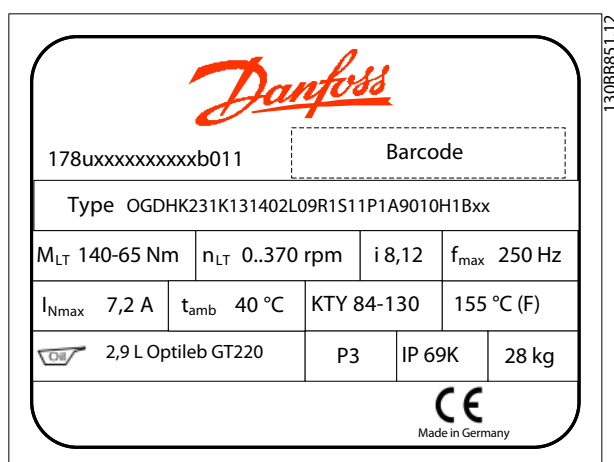 130BB851.12
Danfoss
178uxxxxxxxxxxb011 Barcode
Type OGDHK231K131402L09R1S11P1A9010H1Bxx
MLT 140-65 Nm nLT 0..370 rpm i 8,12 fmax 250 Hz
INmax 7,2 A tamb 40 °C KTY 84-130 155 °C (F)
Oil 2,9 L Optileb GT220 P3 IP 69K 28 kg
CE
Made in Germany